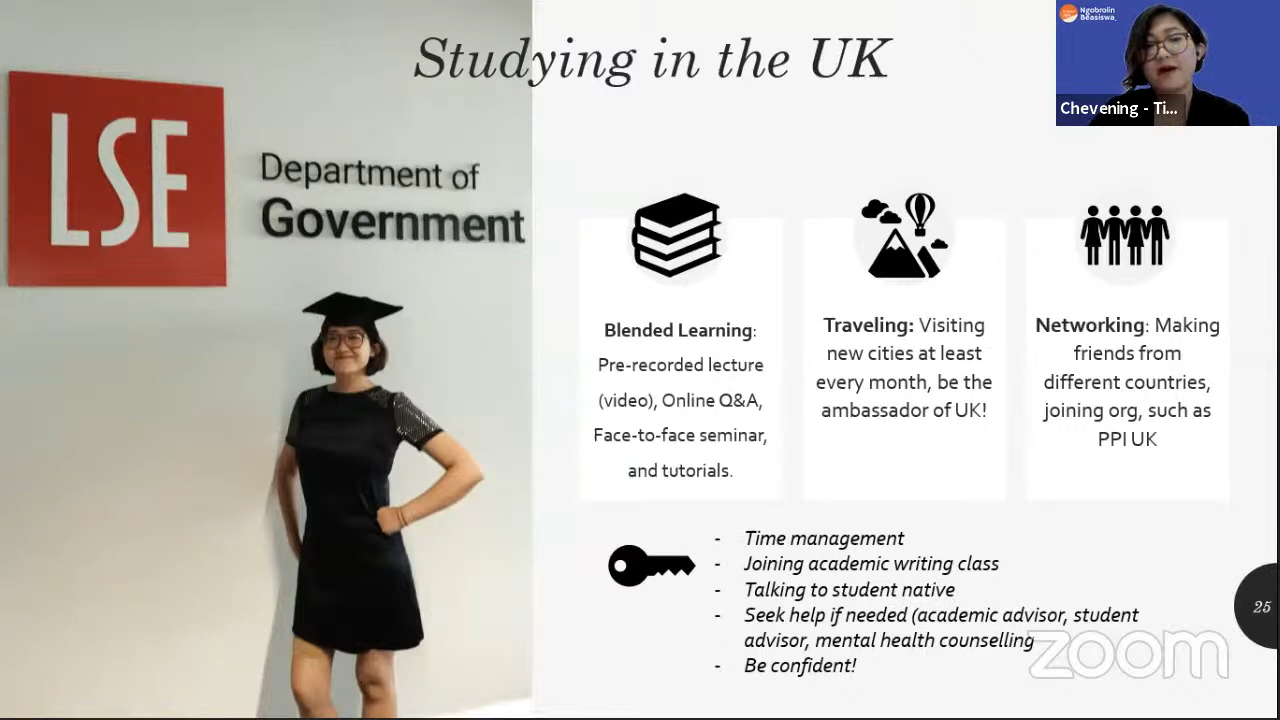 Studying in the UK
LSE
Department of
Government
Ngobrolin
Beasiswa
Chevening - Ti...
Blended Learning:
Pre-recorded lecture
(video), Online Q&A,
Face-to-face seminar,
and tutorials.
Traveling: Visiting
new cities at least
every month, be the
ambassador of UK!
Networking: Making
friends from
different countries,
joining org, such as
PPI UK
- Time management
- Joining academic writing class
- Talking to student native
- Seek help if needed (academic advisor, student
advisor, mental health counselling
- Be confident!
25
zoom